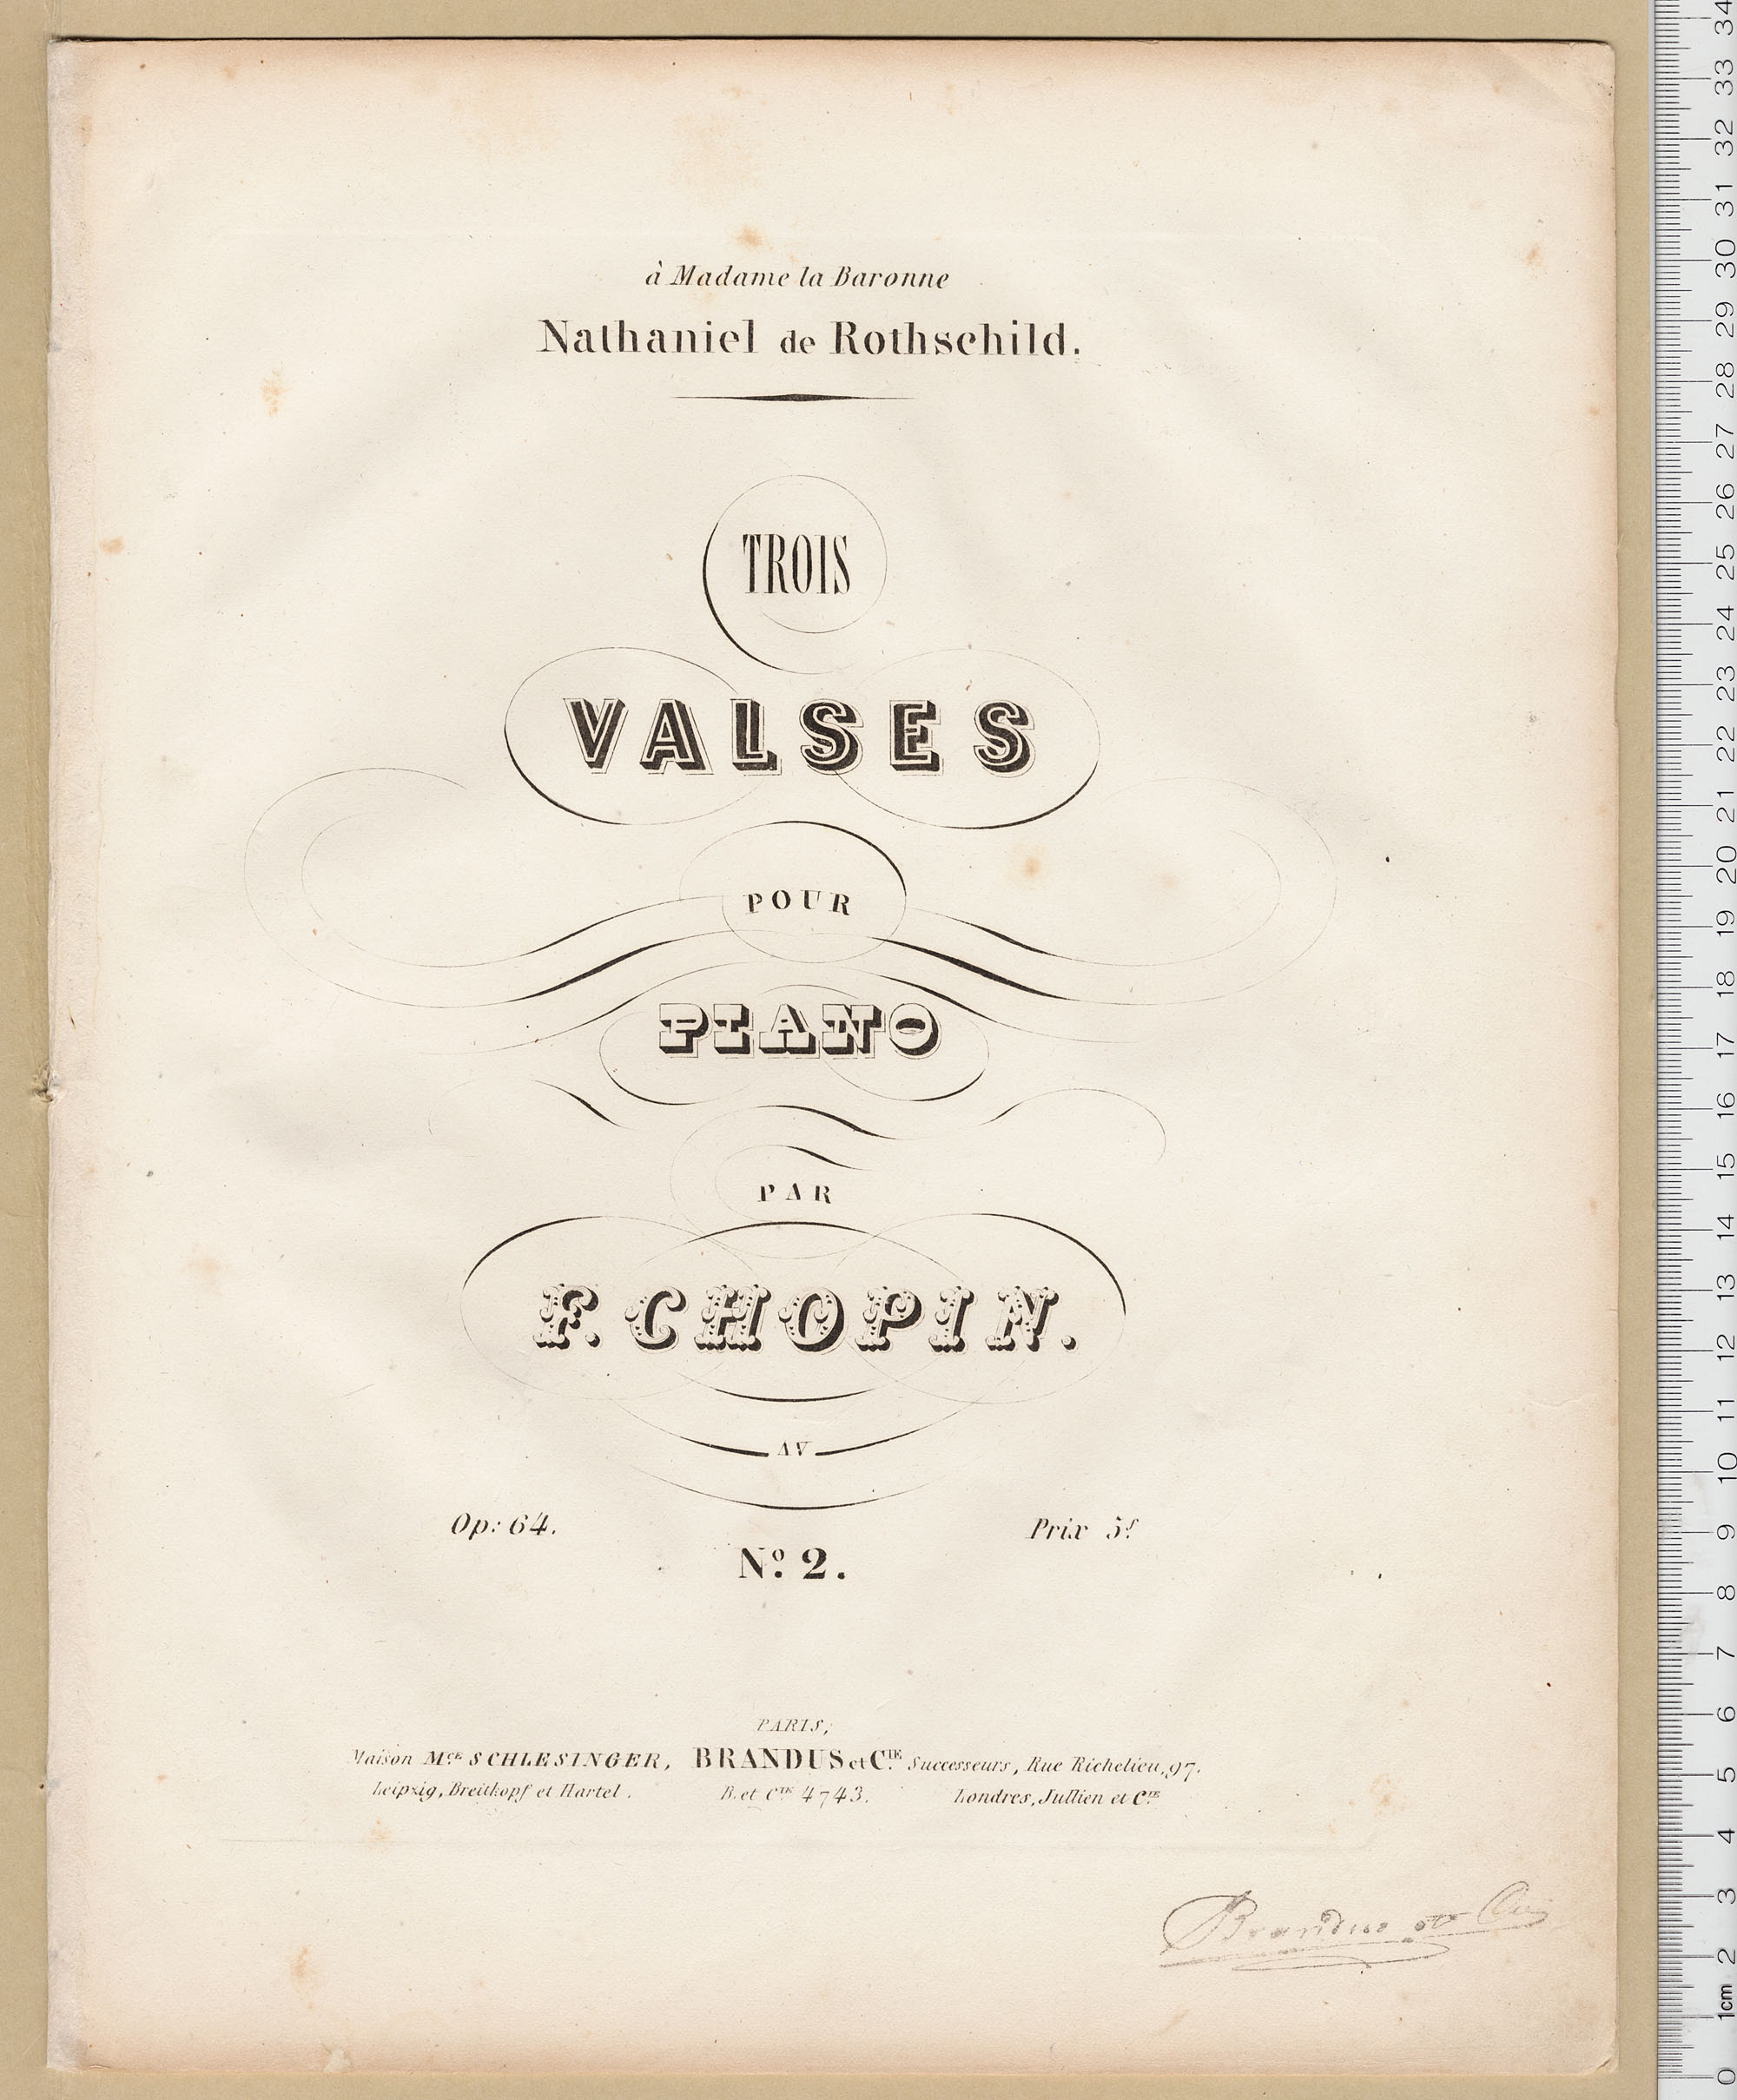 à Madame la Baronne
Nathaniel de Rothschild.
TROIS
VALSES
POUR
PIANO
PAR
F. CHOPIN.
AV
Op: 64.
Prix 5f
No. 2.
PARIS,
Maison Mce SCHLESINGER, BRANDUS et CIE. Successeurs, Rue Richelieu, 97.
Leipzig, Breitkopf et Hartel. B. et CIE 4743. Londres, Jullien et CIE
Brandus et Cie
34
33
32
31
30
29
28
27
26
25
24
23
22
21
20
19
18
17
16
15
14
13
12
11
10
9
8
7
6
5
4
3
2
1cm
0